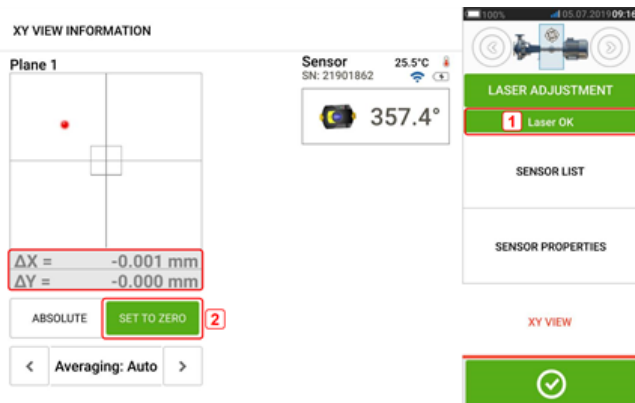 XY VIEW INFORMATION
Plane 1
ΔX = -0.001 mm
ΔY = -0.000 mm
ABSOLUTE
SET TO ZERO
2
< Averaging: Auto >
Sensor 25.5°C
SN: 21901862
357.4°
100% 05.07.2019 09:16
LASER ADJUSTMENT
1 Laser OK
SENSOR LIST
SENSOR PROPERTIES
XY VIEW